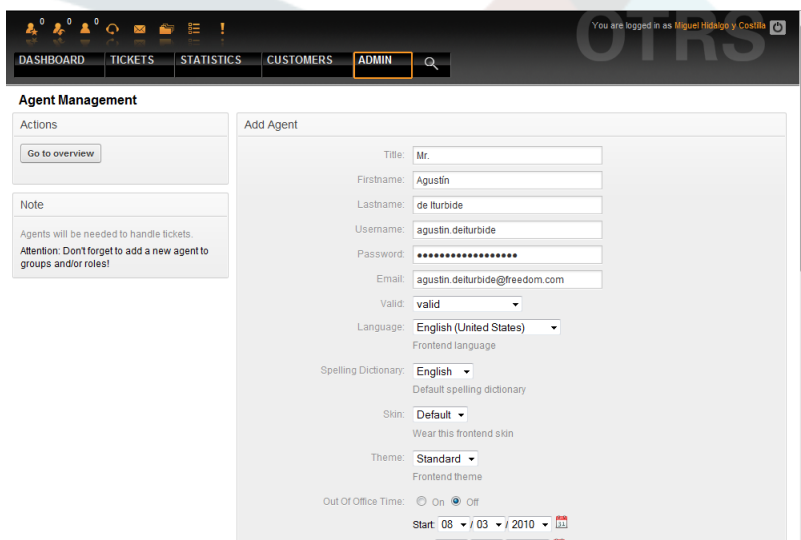 0 0 0
You are logged in as Miguel Hidalgo y Costilla
OTRS
DASHBOARD TICKETS STATISTICS CUSTOMERS ADMIN
Agent Management
Actions
Go to overview
Note
Agents will be needed to handle tickets.
Attention: Don't forget to add a new agent to
groups and/or roles!
Add Agent
Title: Mr.
Firstname: Agustín
Lastname: de Iturbide
Username: agustin.deiturbide
Password: ••••••••••••••••••
Email: agustin.deiturbide@freedom.com
Valid: valid
Language: English (United States)
Frontend language
Spelling Dictionary: English
Default spelling dictionary
Skin: Default
Wear this frontend skin
Theme: Standard
Frontend theme
Out Of Office Time: On Off
Start: 08 / 03 / 2010